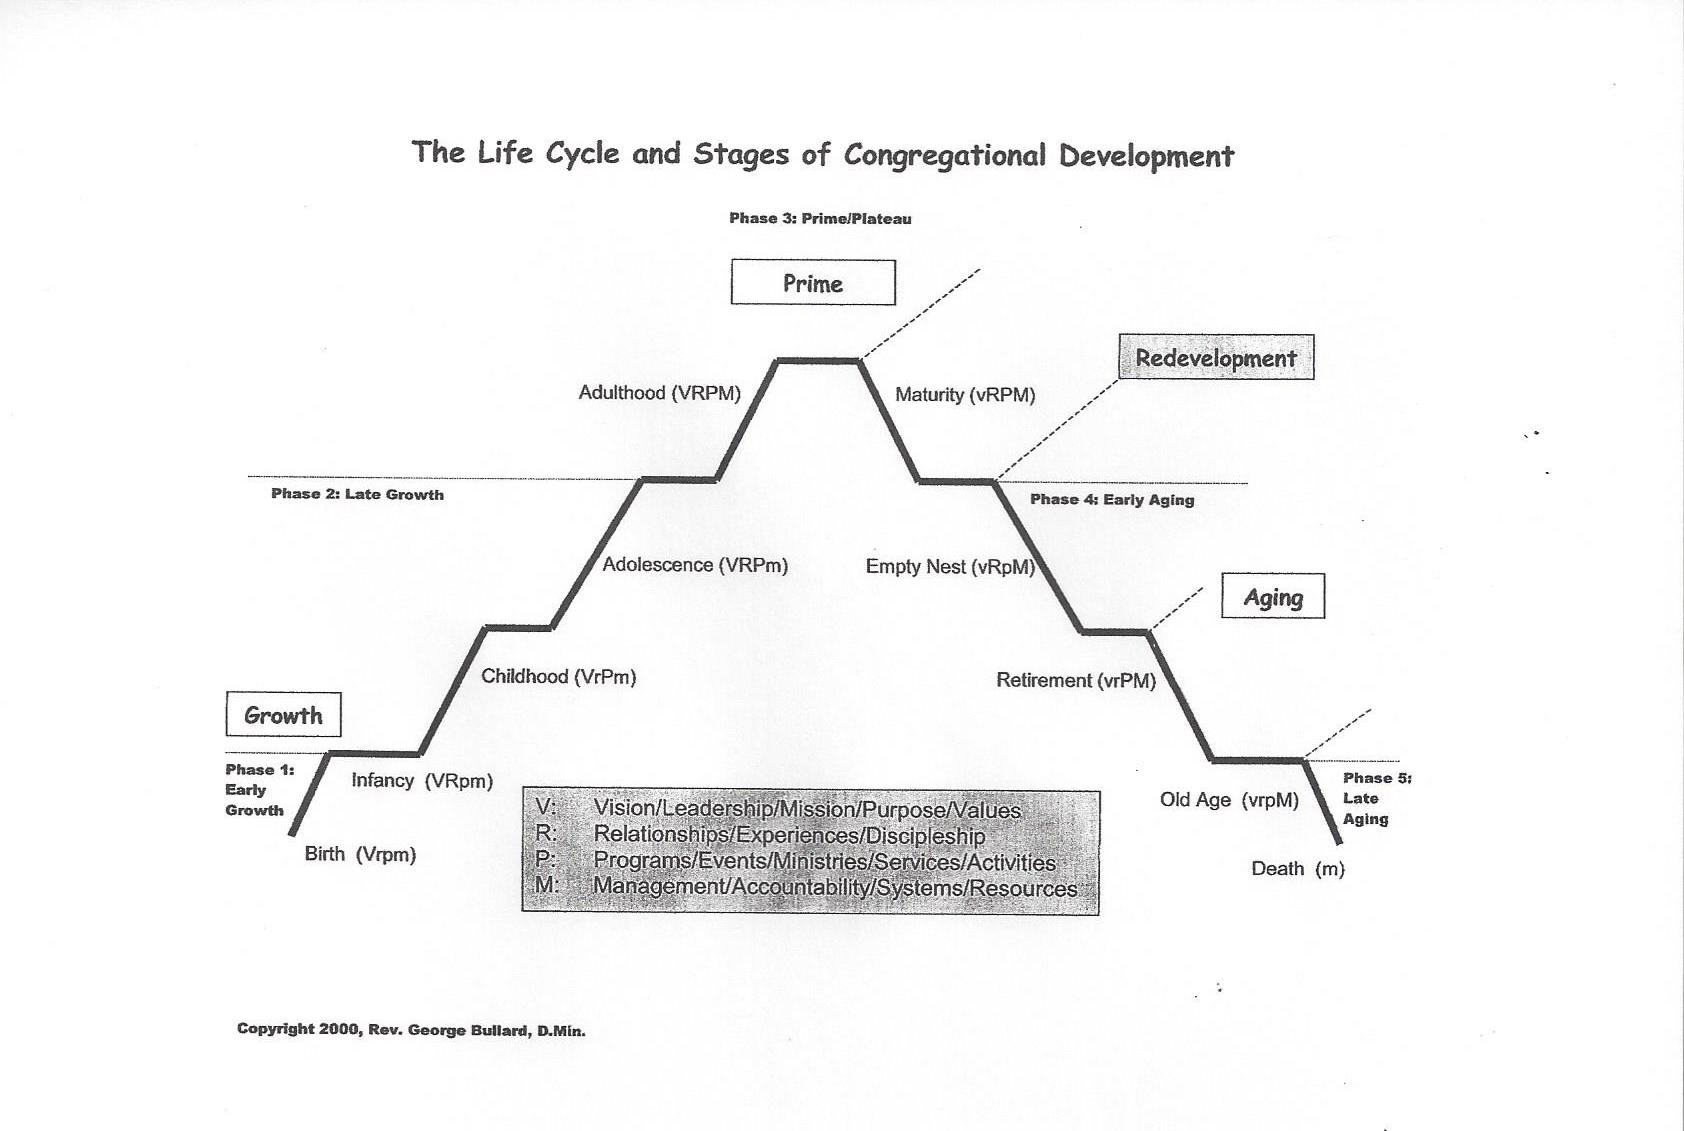 The Life Cycle and Stages of Congregational Development
Phase 3: Prime/Plateau
Prime
Redevelopment
Adulthood (VRPM)
Maturity (vRPM)
Phase 2: Late Growth
Phase 4: Early Aging
Adolescence (VRPm)
Empty Nest (vRpM)
Aging
Childhood (VrPm)
Retirement (vrPM)
Growth
Phase 1:
Early
Growth
Infancy (VRpm)
Phase 5:
Late
Aging
Old Age (vrpM)
Birth (Vrpm)
Death (m)
V: Vision/Leadership/Mission/Purpose/Values
R: Relationships/Experiences/Discipleship
P: Programs/Events/Ministries/Services/Activities
M: Management/Accountability/Systems/Resources
Copyright 2000, Rev. George Bullard, D.Min.